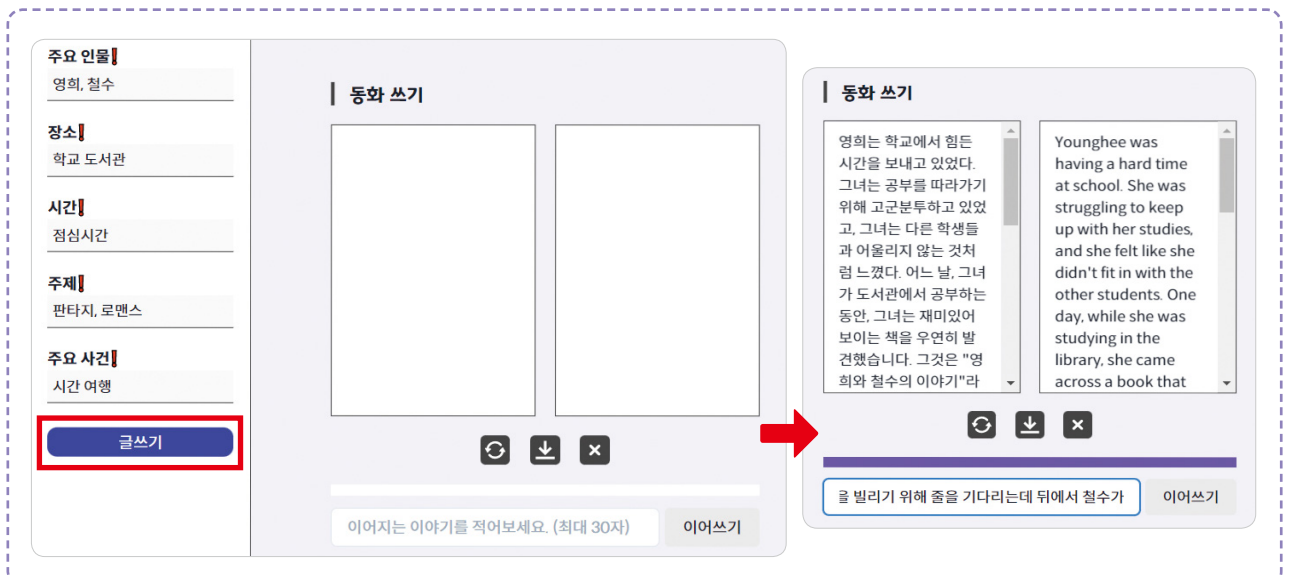 주요 인물❗
영희, 철수
장소❗
학교 도서관
시간❗
점심시간
주제❗
판타지, 로맨스
주요 사건❗
시간 여행
글쓰기
동화 쓰기
이어지는 이야기를 적어보세요. (최대 30자)
이어쓰기
동화 쓰기
영희는 학교에서 힘든
시간을 보내고 있었다.
그녀는 공부를 따라가기
위해 고군분투하고 있었
고, 그녀는 다른 학생들
과 어울리지 않는 것처
럼 느꼈다. 어느 날, 그녀
가 도서관에서 공부하는
동안, 그녀는 재미있어
보이는 책을 우연히 발
견했습니다. 그것은 "영
희와 철수의 이야기"라
Younghee was
having a hard time
at school. She was
struggling to keep
up with her studies,
and she felt like she
didn't fit in with the
other students. One
day, while she was
studying in the
library, she came
across a book that
을 빌리기 위해 줄을 기다리는데 뒤에서 철수가
이어쓰기